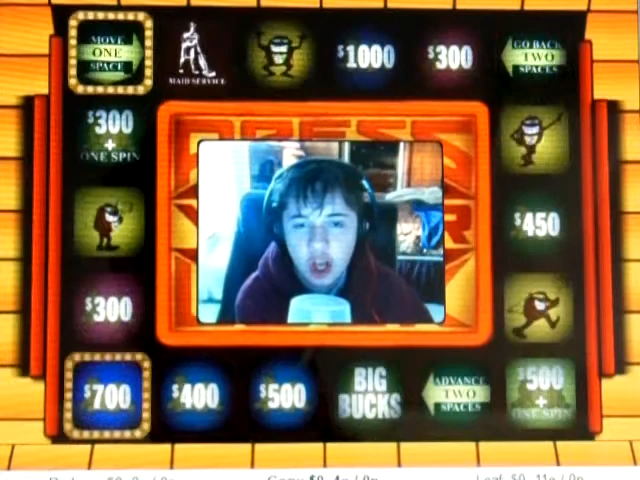 MOVE
ONE
SPACE
MAID SERVICE
$1000
$300
GO BACK
TWO
SPACES
$300
+
ONE SPIN
PRESS
$450
$300
$700
$400
$500
BIG
BUCKS
ADVANCE
TWO
SPACES
$500
+
ONE SPIN